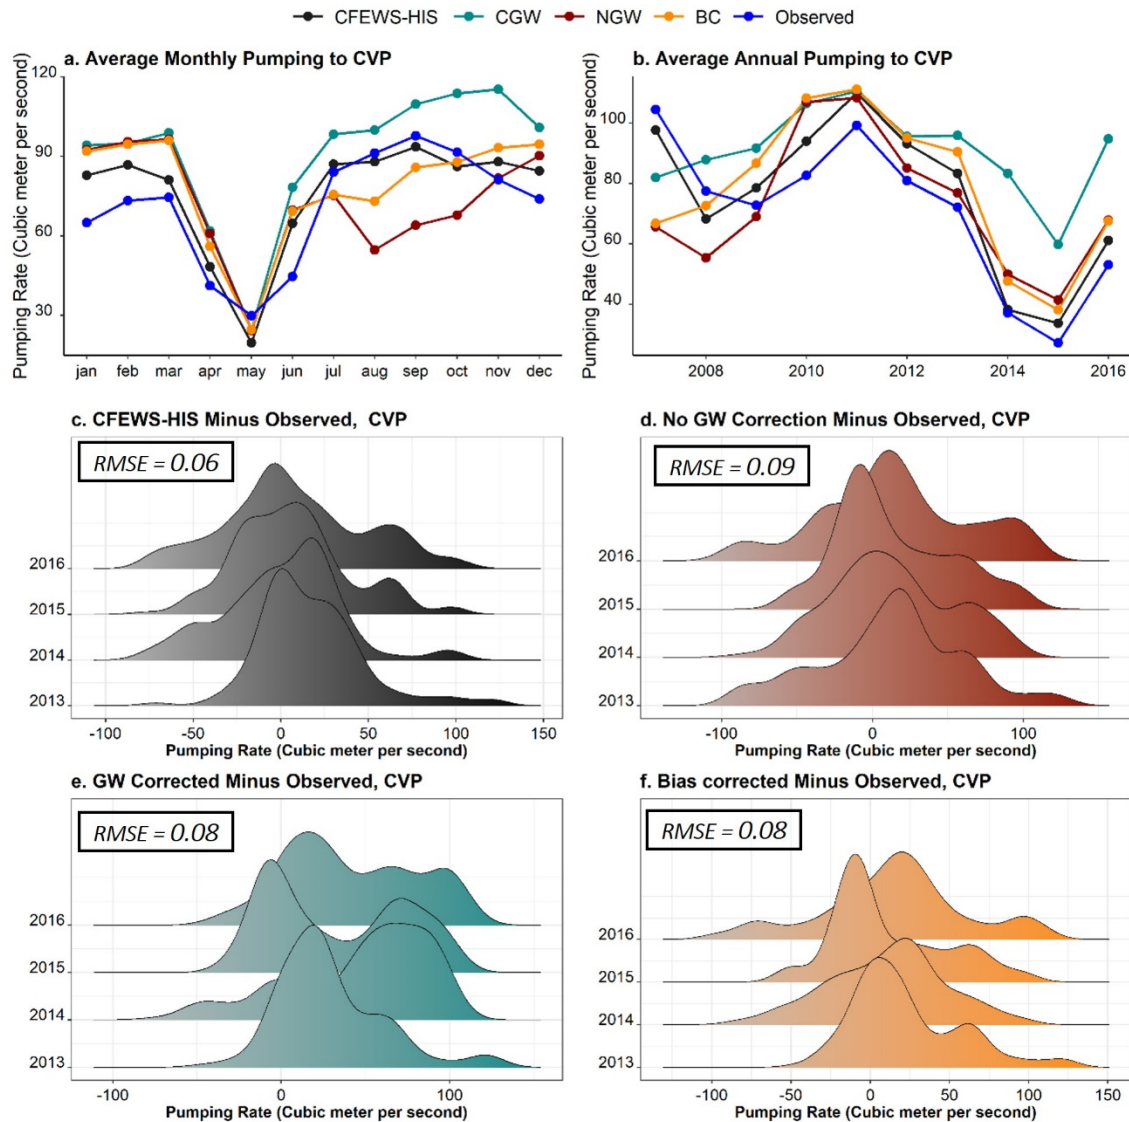 CFEWS-HIS CGW NGW BC Observed
a. Average Monthly Pumping to CVP
Pumping Rate (Cubic meter per second)
120
90
60
30
jan feb mar apr may jun jul aug sep oct nov dec
b. Average Annual Pumping to CVP
Pumping Rate (Cubic meter per second)
100
80
60
40
2008 2010 2012 2014 2016
c. CFEWS-HIS Minus Observed, CVP
RMSE = 0.06
2016
2015
2014
2013
-100 -50 0 50 100 150
Pumping Rate (Cubic meter per second)
d. No GW Correction Minus Observed, CVP
RMSE = 0.09
2016
2015
2014
2013
-100 0 100
Pumping Rate (Cubic meter per second)
e. GW Corrected Minus Observed, CVP
RMSE = 0.08
2016
2015
2014
2013
-100 0 100
Pumping Rate (Cubic meter per second)
f. Bias corrected Minus Observed, CVP
RMSE = 0.08
2016
2015
2014
2013
-100 -50 0 50 100 150
Pumping Rate (Cubic meter per second)